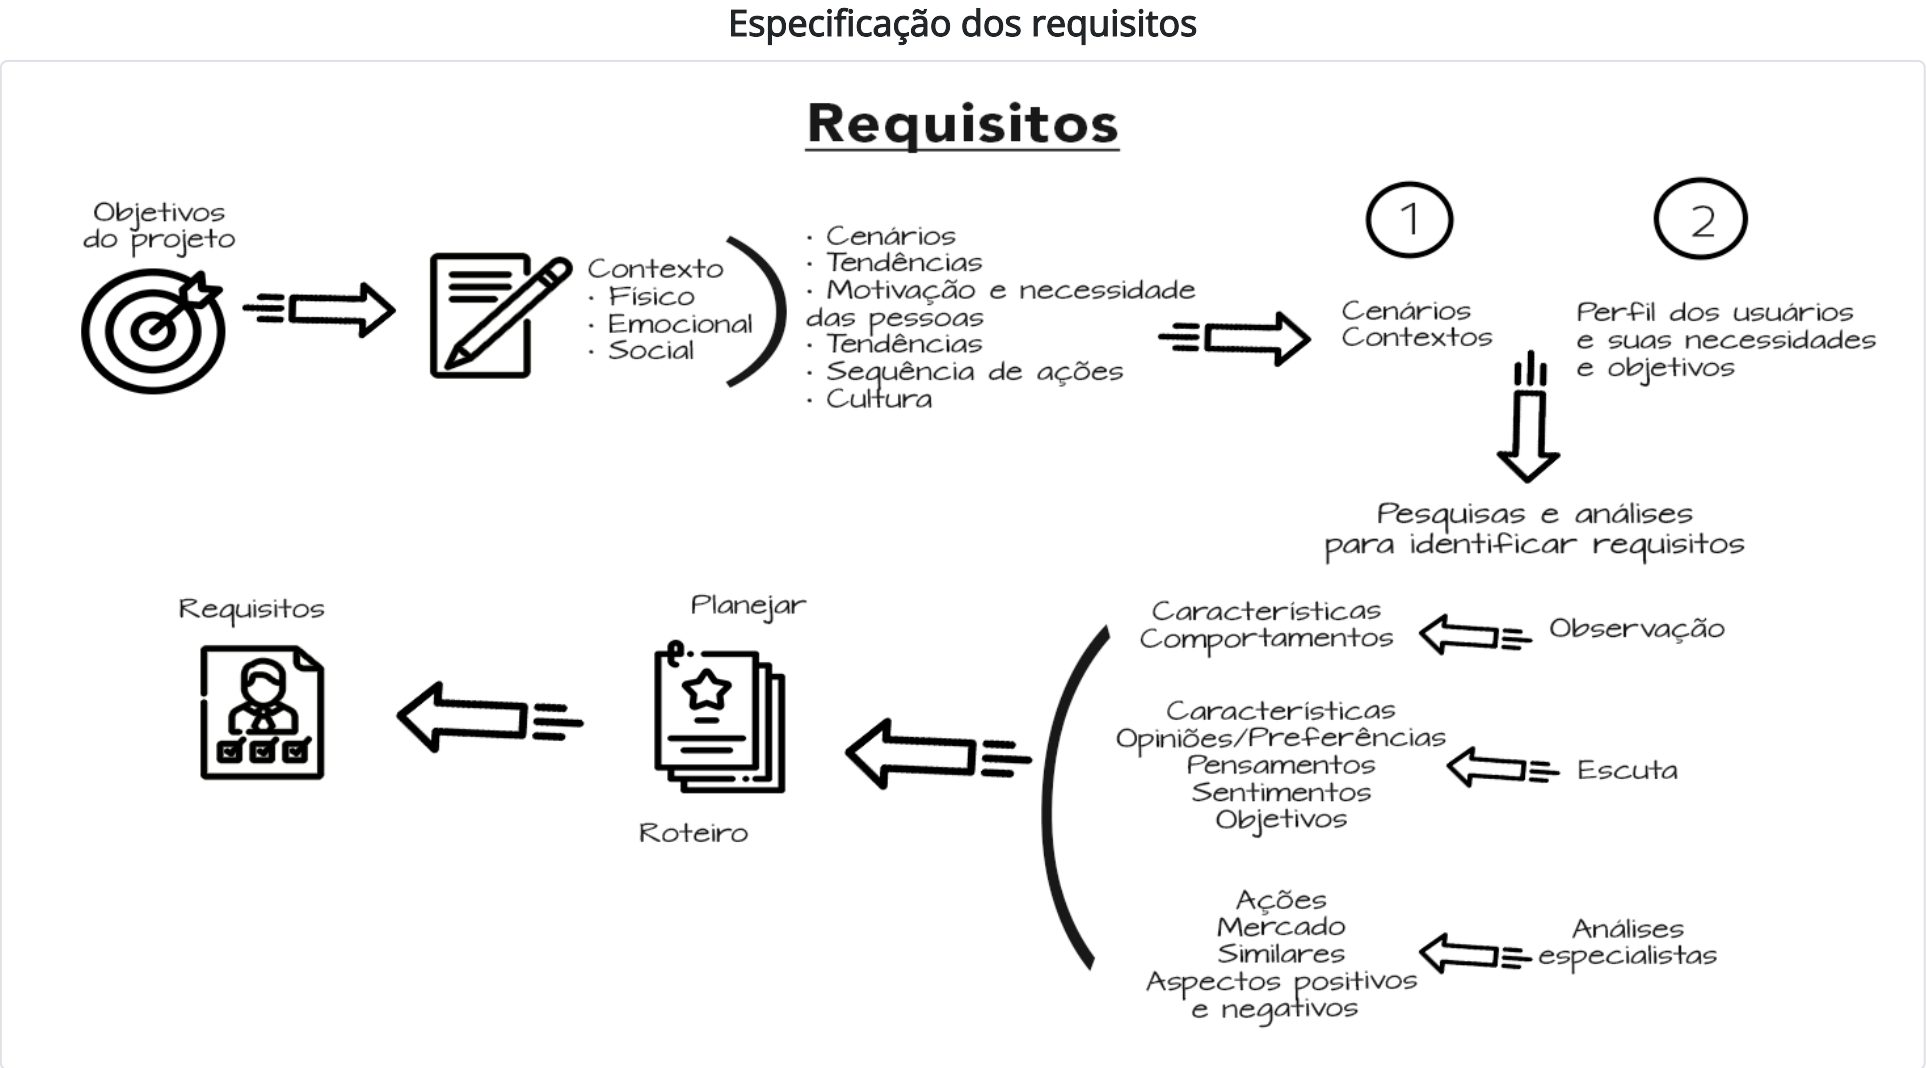 Especificação dos requisitos
Requisitos
Objetivos
do projeto
Contexto
· Físico
· Emocional
· Social
· Cenários
· Tendências
· Motivação e necessidade
das pessoas
· Tendências
· Sequência de ações
· Cultura
1
Cenários
Contextos
2
Perfil dos usuários
e suas necessidades
e objetivos
Pesquisas e análises
para identificar requisitos
Observação
Características
Comportamentos
Escuta
Características
Opiniões/Preferências
Pensamentos
Sentimentos
Objetivos
Análises
especialistas
Ações
Mercado
Similares
Aspectos positivos
e negativos
Planejar
Roteiro
Requisitos